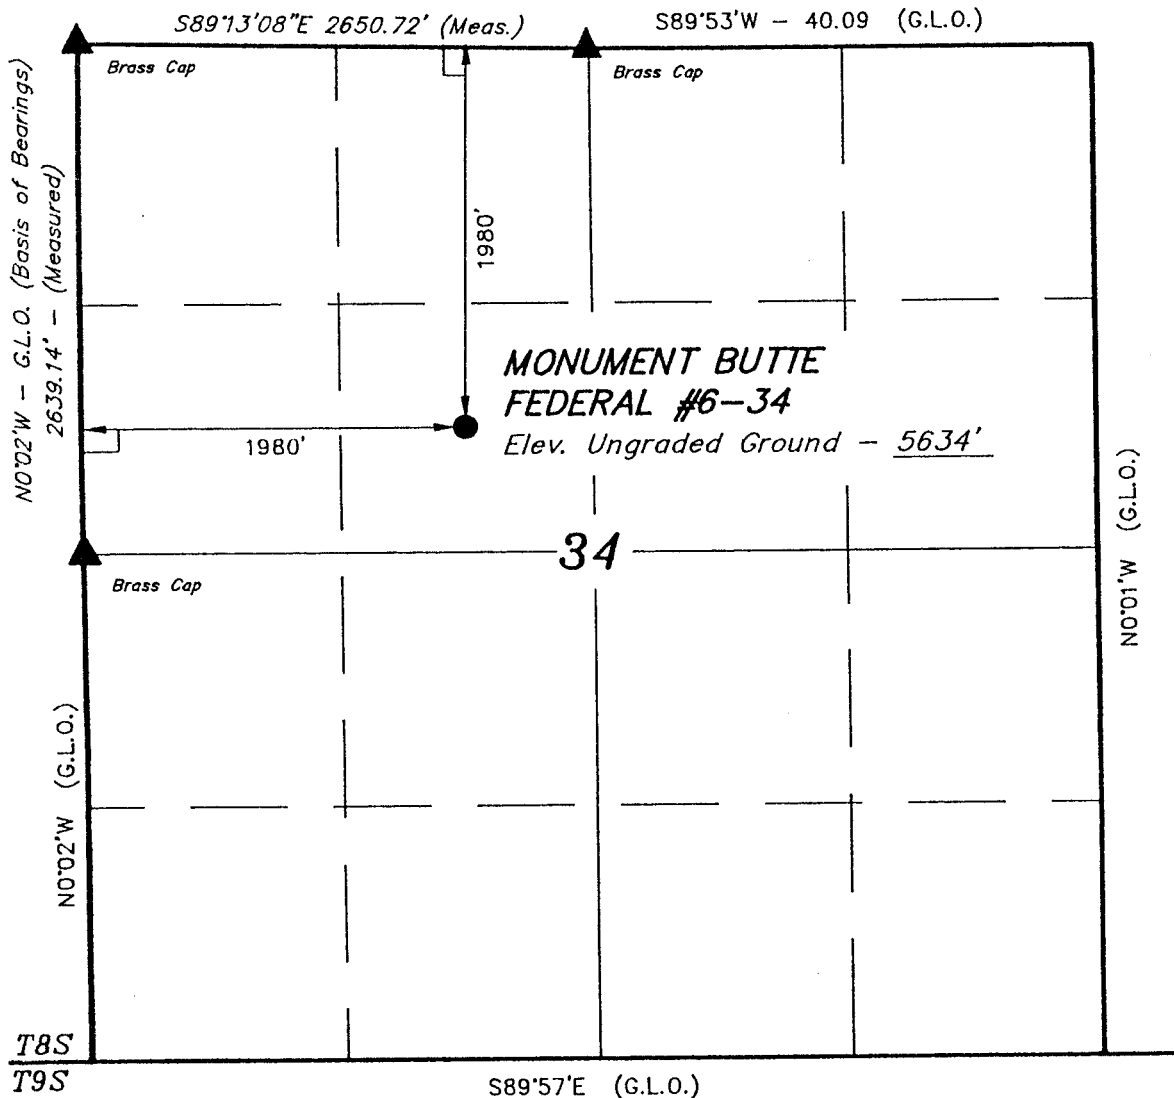 S89°13'08"E 2650.72' (Meas.)
S89°53'W – 40.09 (G.L.O.)
Brass Cap
Brass Cap
N0°02'W – G.L.O. (Basis of Bearings)
2639.14' – (Measured)
1980'
1980'
MONUMENT BUTTE
FEDERAL #6–34
Elev. Ungraded Ground – 5634'
34
Brass Cap
N0°01'W (G.L.O.)
N0°02'W (G.L.O.)
T8S
T9S
S89°57'E (G.L.O.)